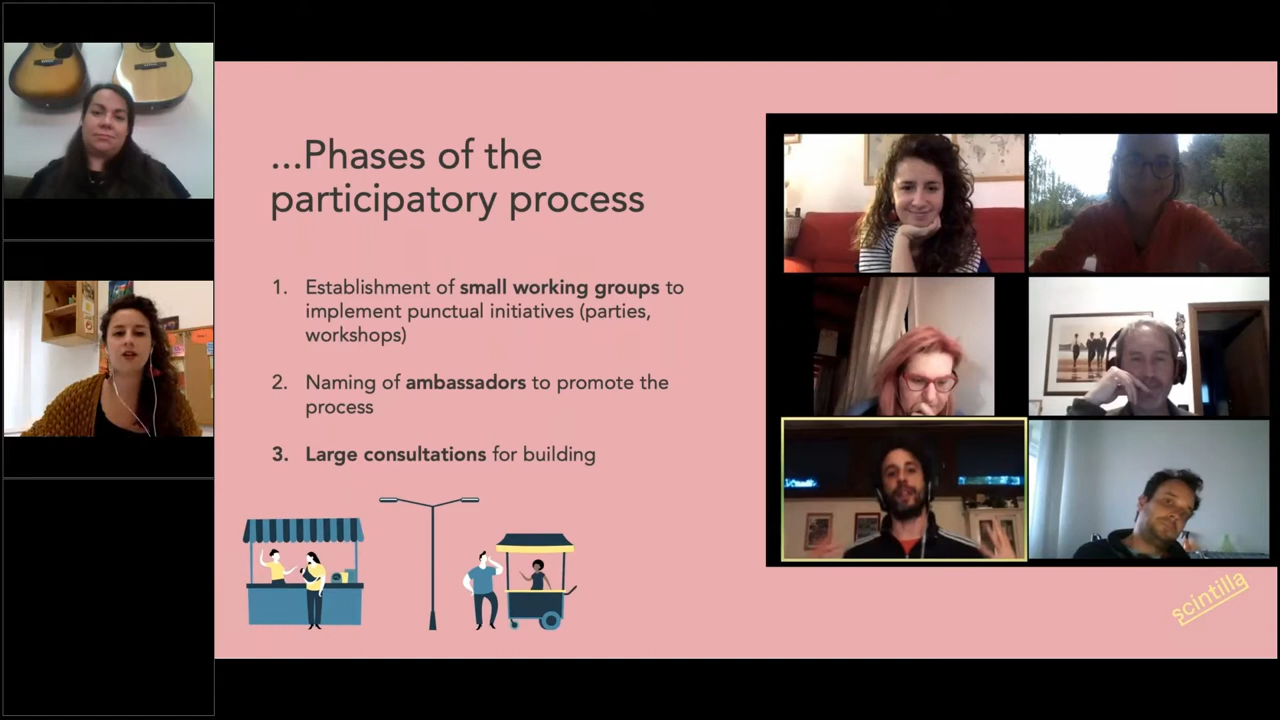 ...Phases of the
participatory process
1. Establishment of small working groups to
implement punctual initiatives (parties,
workshops)
2. Naming of ambassadors to promote the
process
3. Large consultations for building
scintilla